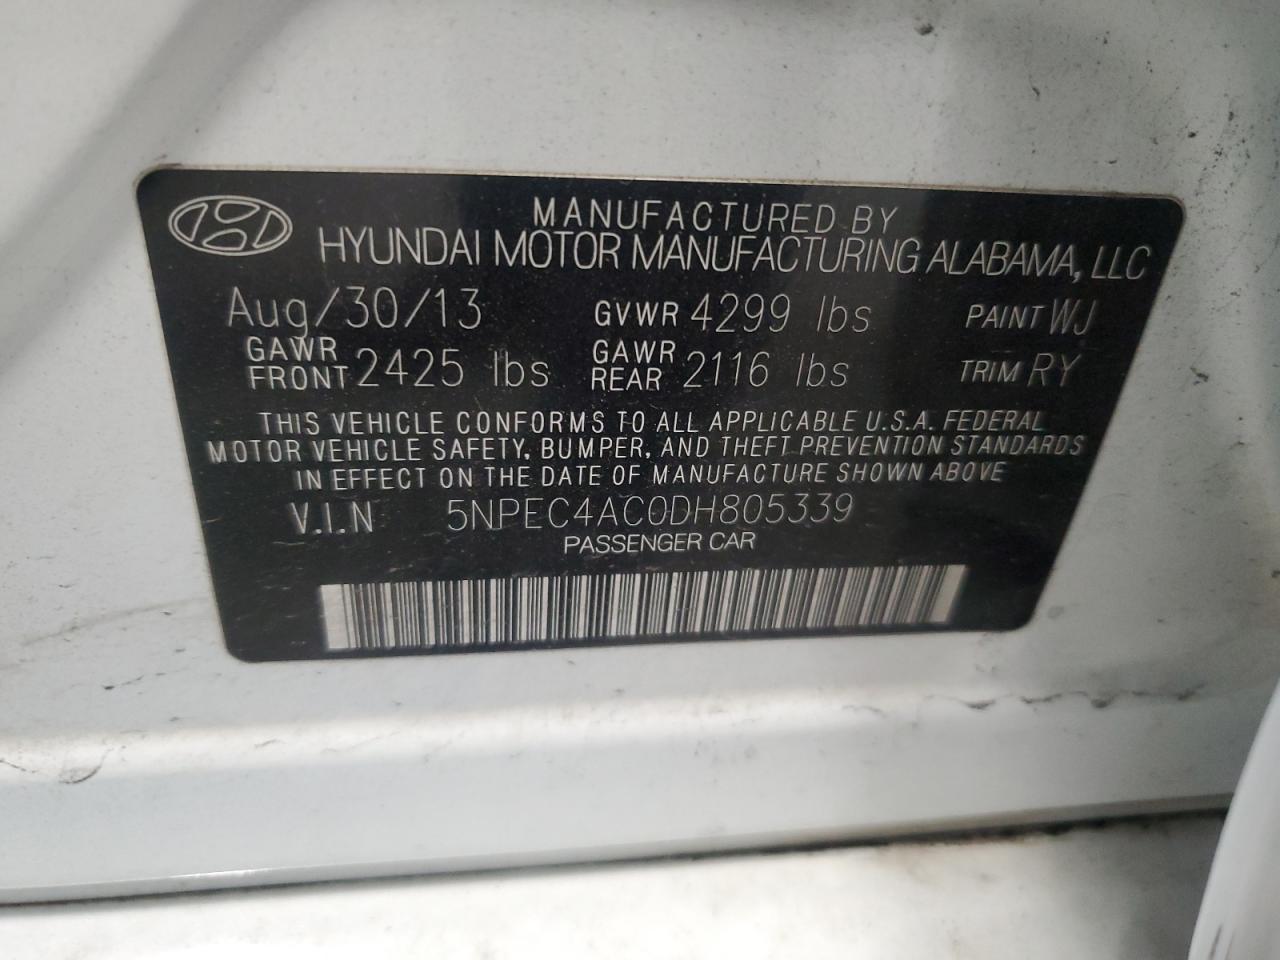 MANUFACTURED BY
HYUNDAI MOTOR MANUFACTURING ALABAMA, LLC
Aug/30/13 GVWR 4299 lbs PAINT WJ
GAWR FRONT 2425 lbs GAWR REAR 2116 lbs TRIM RY
THIS VEHICLE CONFORMS TO ALL APPLICABLE U.S.A. FEDERAL
MOTOR VEHICLE SAFETY, BUMPER, AND THEFT PREVENTION STANDARDS
IN EFFECT ON THE DATE OF MANUFACTURE SHOWN ABOVE
V.I.N 5NPEC4AC0DH805339
PASSENGER CAR